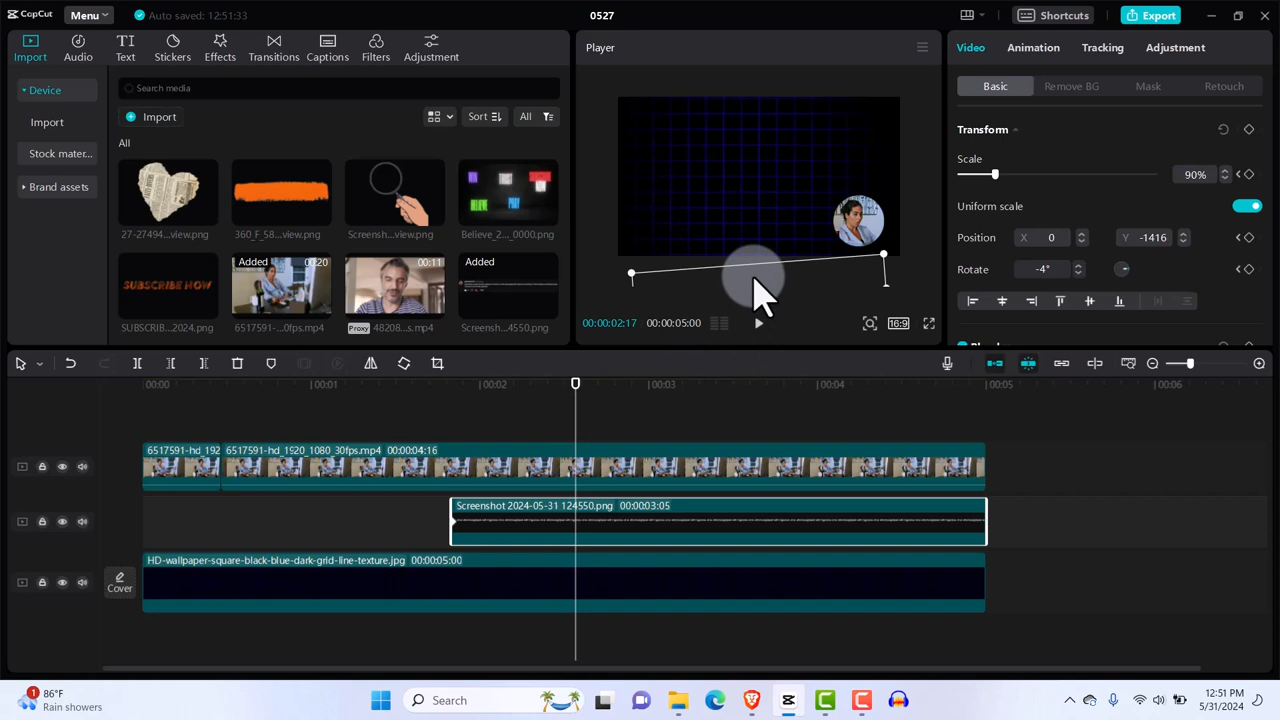 CapCut Menu Auto saved: 12:51:33 0527 Shortcuts Export
Import Audio Text Stickers Effects Transitions Captions Filters Adjustment
Device
Import
Stock mater...
Brand assets
Search media
Import Sort All
All
27-27494...view.png 360_F_58...view.png Screensh...view.png Believe_2..._0000.png
Added 00:20 00:11 Added
SUBSCRIBE NOW
SUBSCRIB...2024.png 6517591-...0fps.mp4 Proxy 48208...s.mp4 Screensh...4550.png
Player
00:00:02:17 00:00:05:00 16:9
Video Animation Tracking Adjustment
Basic Remove BG Mask Retouch
Transform
Scale
90%
Uniform scale
Position X 0 Y -1416
Rotate -4°
00:00 00:01 00:02 00:03 00:04 00:05 00:06
6517591-hd_192 6517591-hd_1920_1080_30fps.mp4 00:00:04:16
Screenshot 2024-05-31 124550.png 00:00:03:05
HD-wallpaper-square-black-blue-dark-grid-line-texture.jpg 00:00:05:00
Cover
1 86°F
Rain showers
Search
12:51 PM
5/31/2024